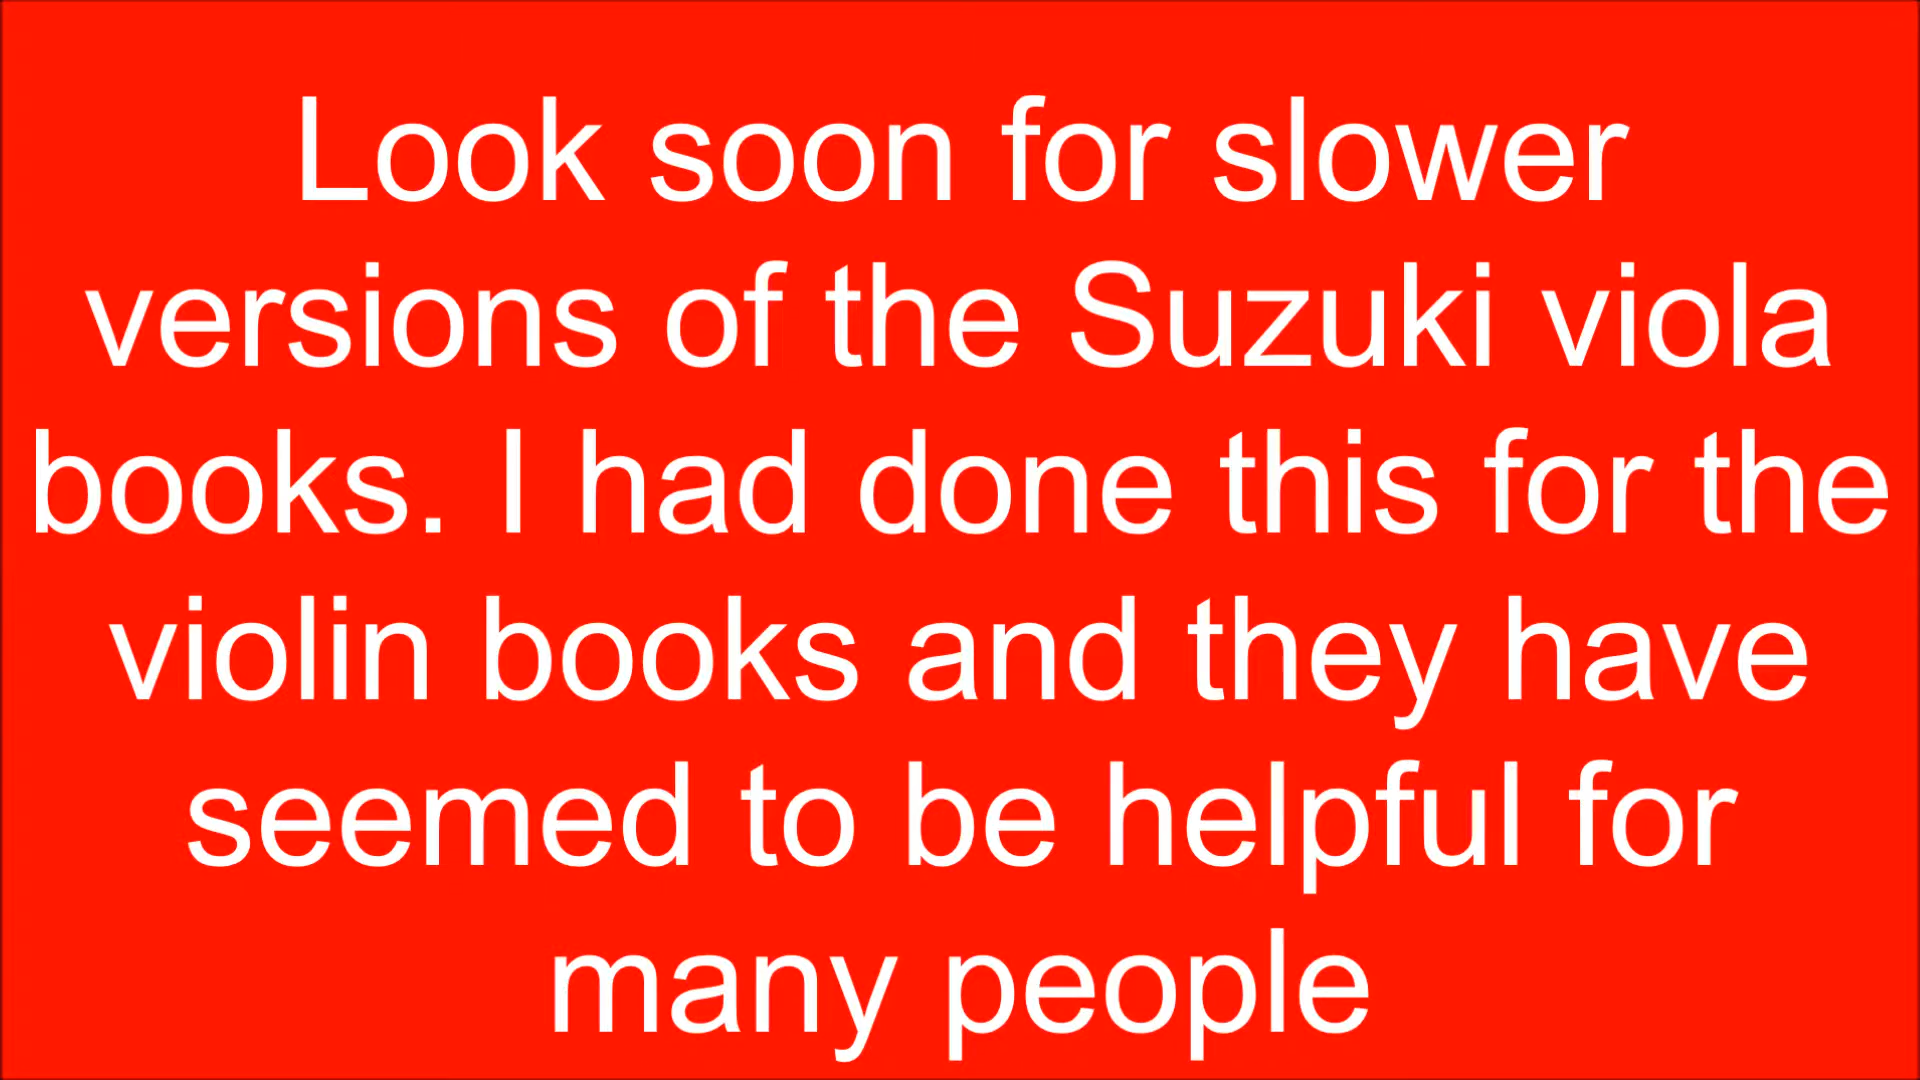 Look soon for slower
versions of the Suzuki viola
books. I had done this for the
violin books and they have
seemed to be helpful for
many people